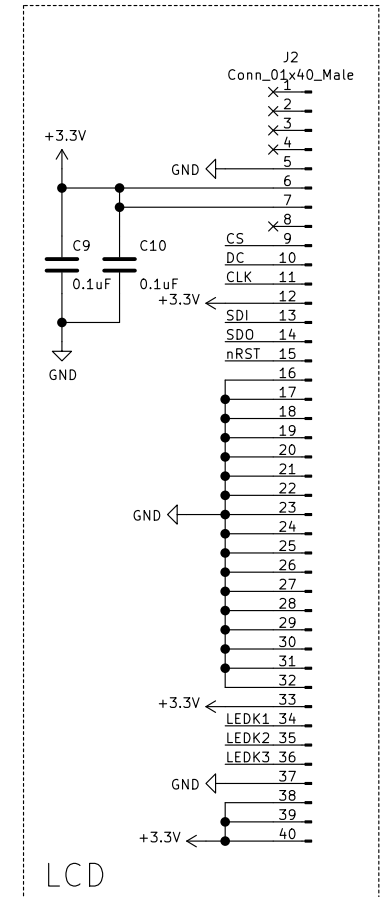 J2
Conn_01x40_Male
1
2
3
+3.3V
4
GND 5
6
7
8
C9 C10 CS 9
DC 10
0.1uF 0.1uF CLK 11
+3.3V 12
SDI 13
SDO 14
nRST 15
GND 16
17
18
19
20
21
22
GND 23
24
25
26
27
28
29
30
31
32
+3.3V 33
LEDK1 34
LEDK2 35
LEDK3 36
GND 37
38
39
+3.3V 40
LCD